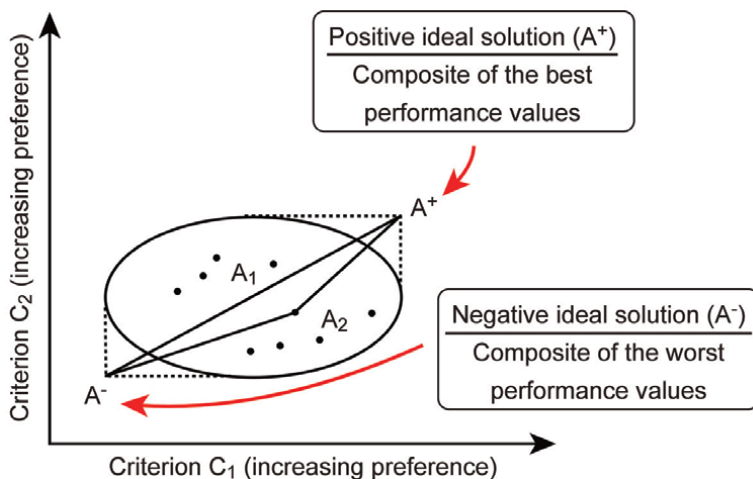 Positive ideal solution (A⁺)
Composite of the best
performance values
A⁺
A₁
A₂
A⁻
Negative ideal solution (A⁻)
Composite of the worst
performance values
Criterion C₂ (increasing preference)
Criterion C₁ (increasing preference)